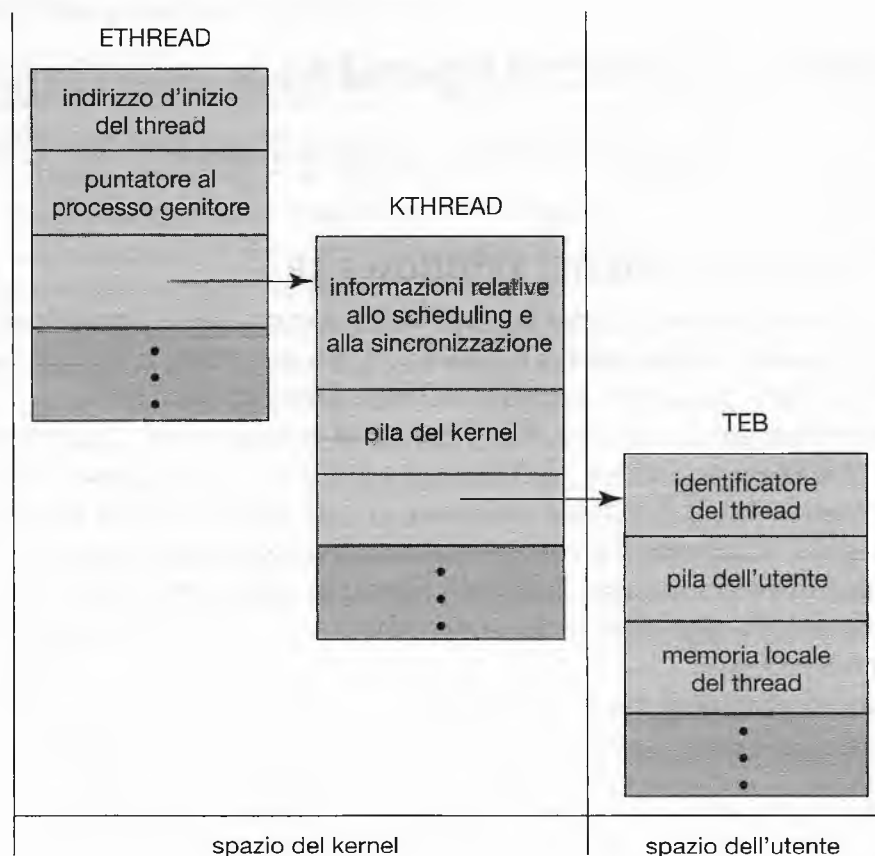 ETHREAD
indirizzo d'inizio
del thread
puntatore al
processo genitore
KTHREAD
informazioni relative
allo scheduling e
alla sincronizzazione
pila del kernel
TEB
identificatore
del thread
pila dell'utente
memoria locale
del thread
spazio del kernel
spazio dell'utente